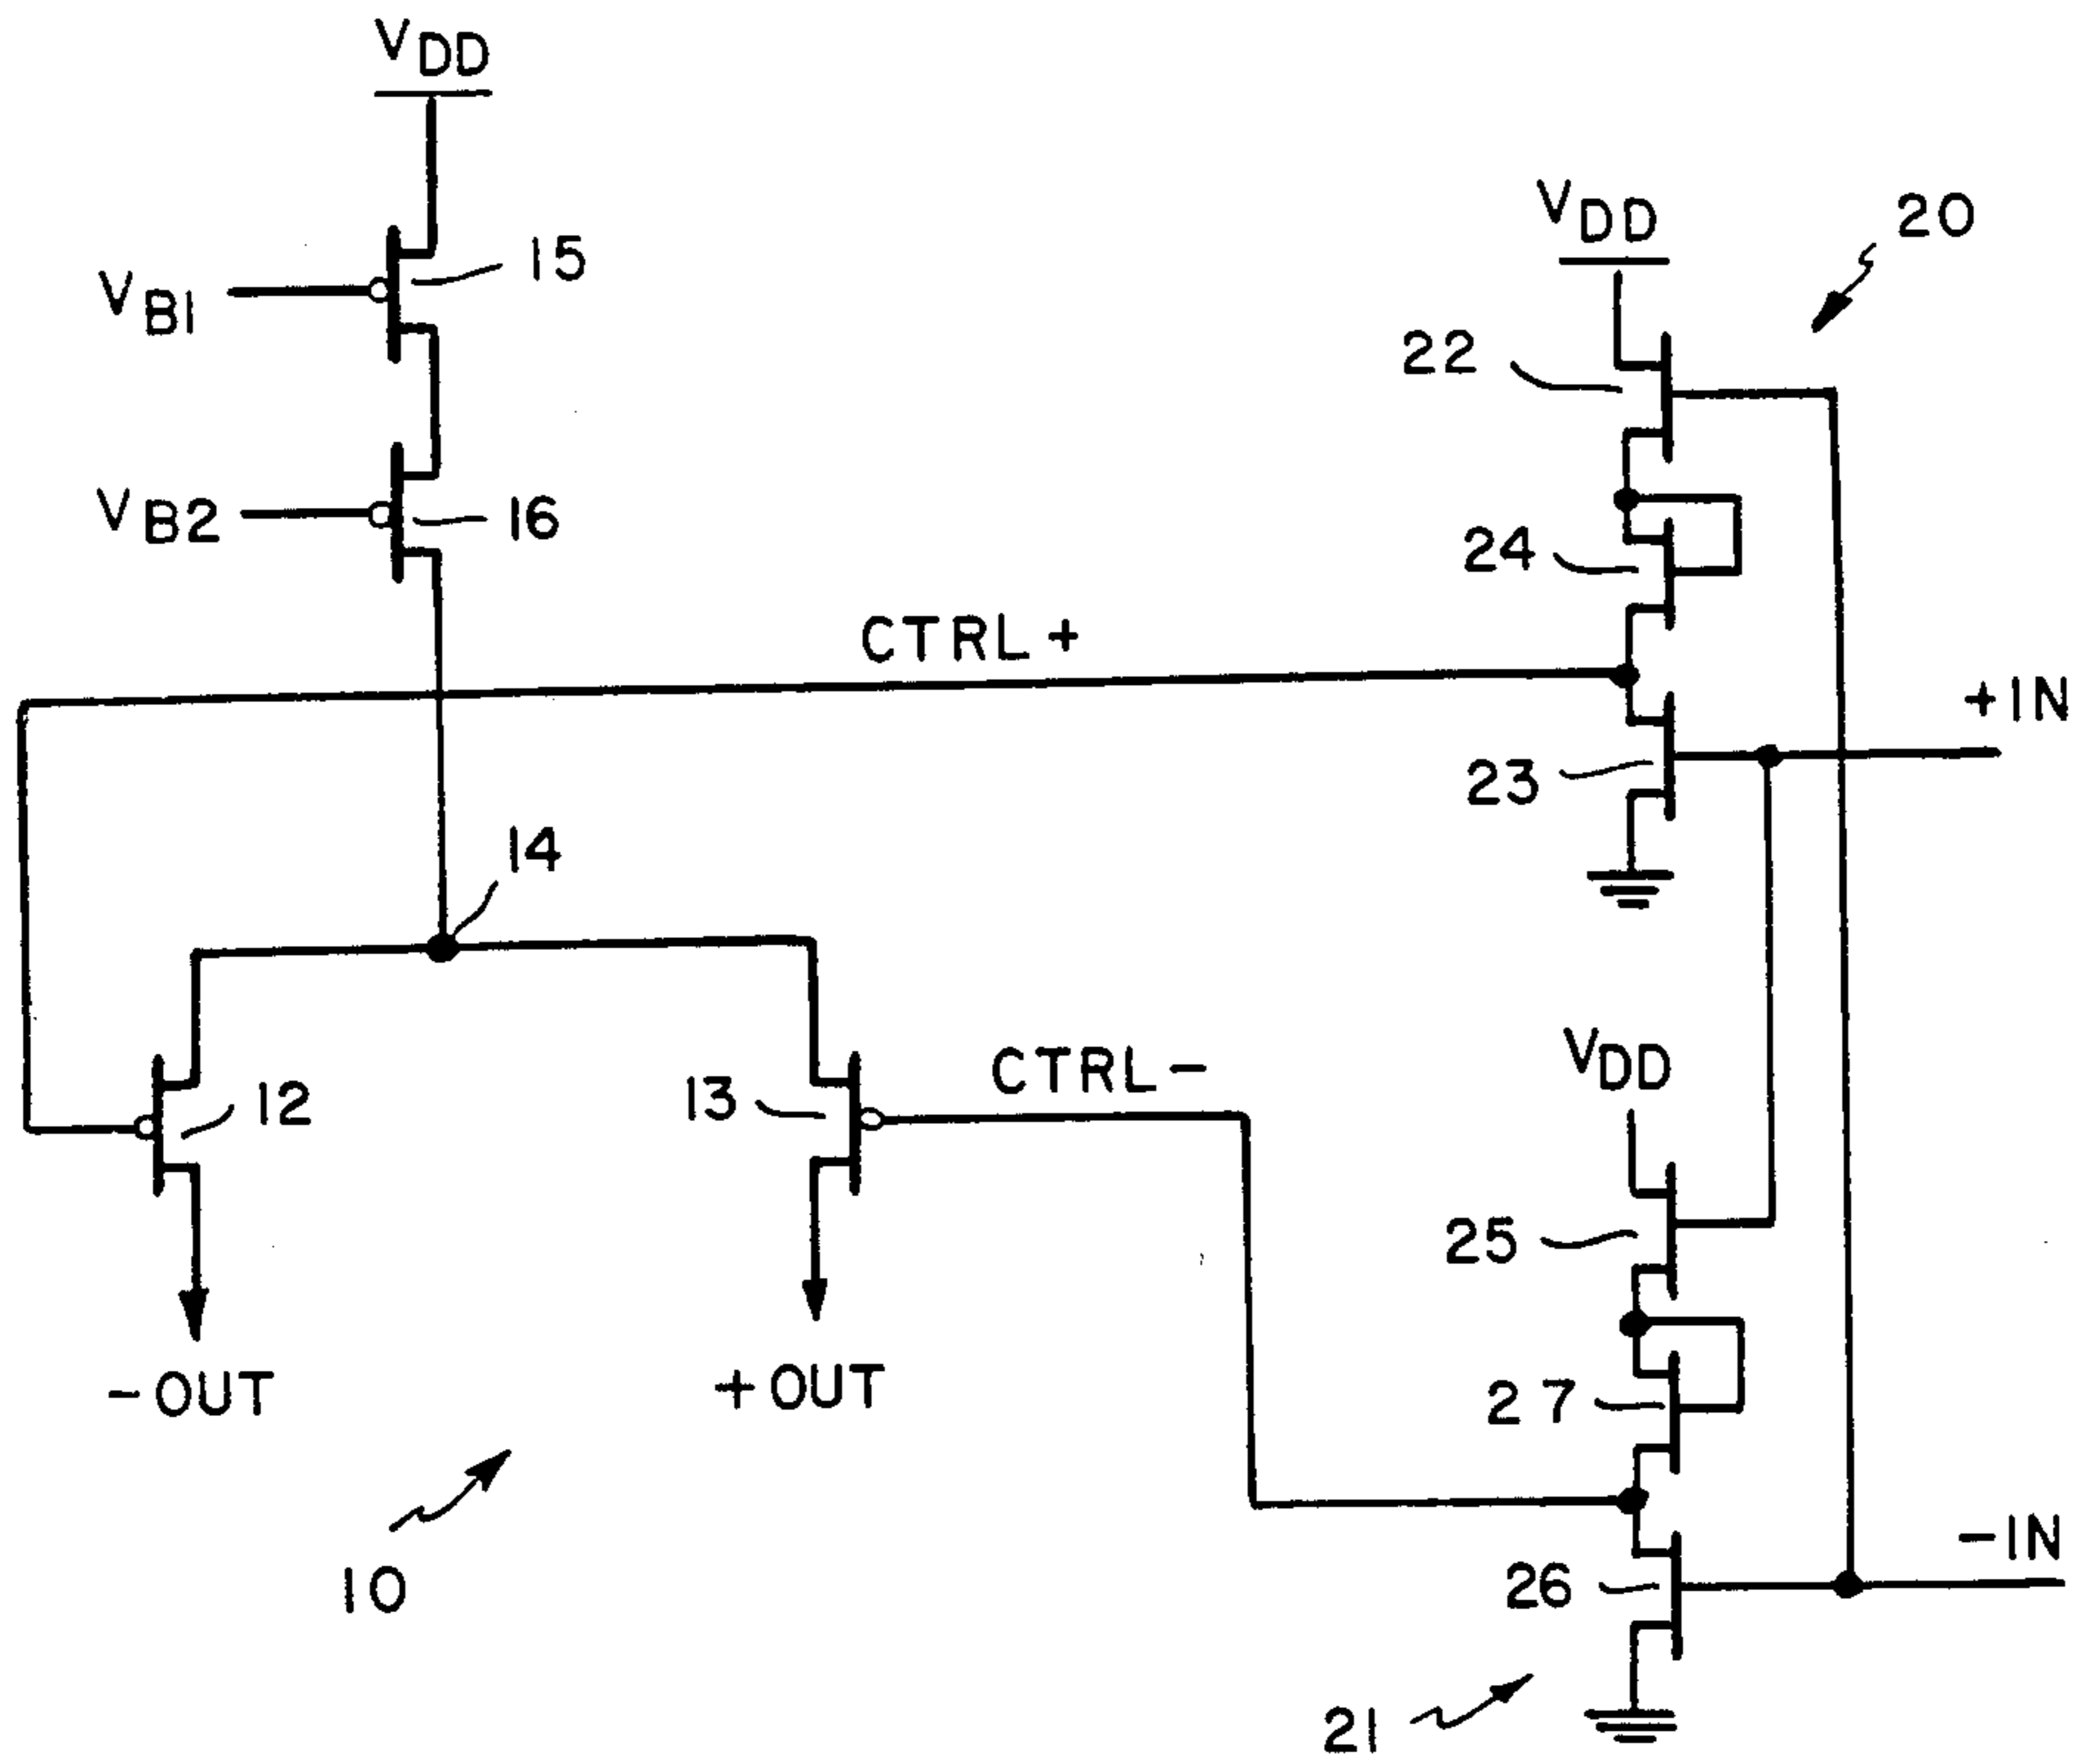 VDD
VDD
20
VB1
15
22
VB2
16
24
CTRL+
+IN
23
14
VDD
CTRL-
12
13
25
-OUT
+OUT
27
-IN
10
26
21